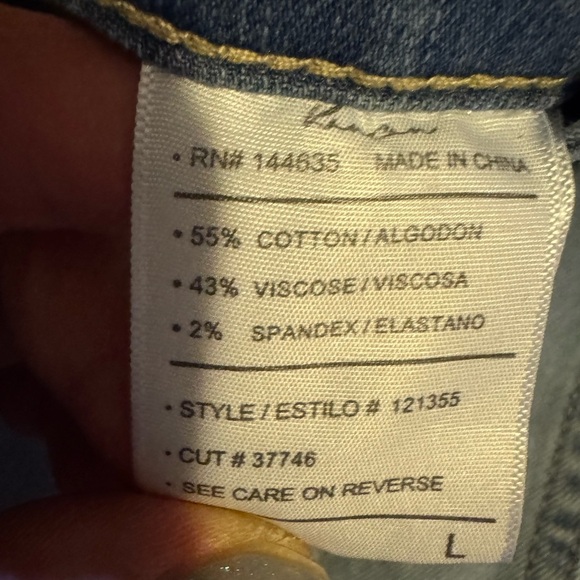 • RN# 144635 MADE IN CHINA
• 55% COTTON/ALGODON
• 43% VISCOSE/VISCOSA
• 2% SPANDEX/ELASTANO
• STYLE/ESTILO # 121355
• CUT # 37746
• SEE CARE ON REVERSE
L